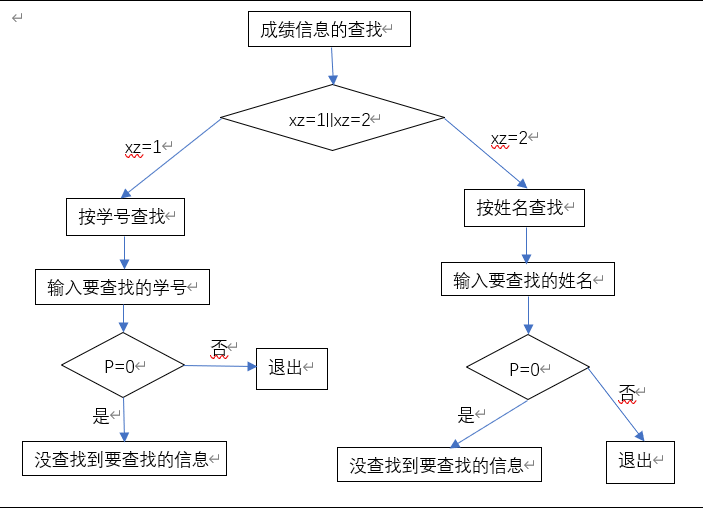 成绩信息的查找
xz=1||xz=2
xz=1
xz=2
按学号查找
按姓名查找
输入要查找的学号
输入要查找的姓名
P=0
否
退出
P=0
否
是
是
没查找到要查找的信息
没查找到要查找的信息
退出